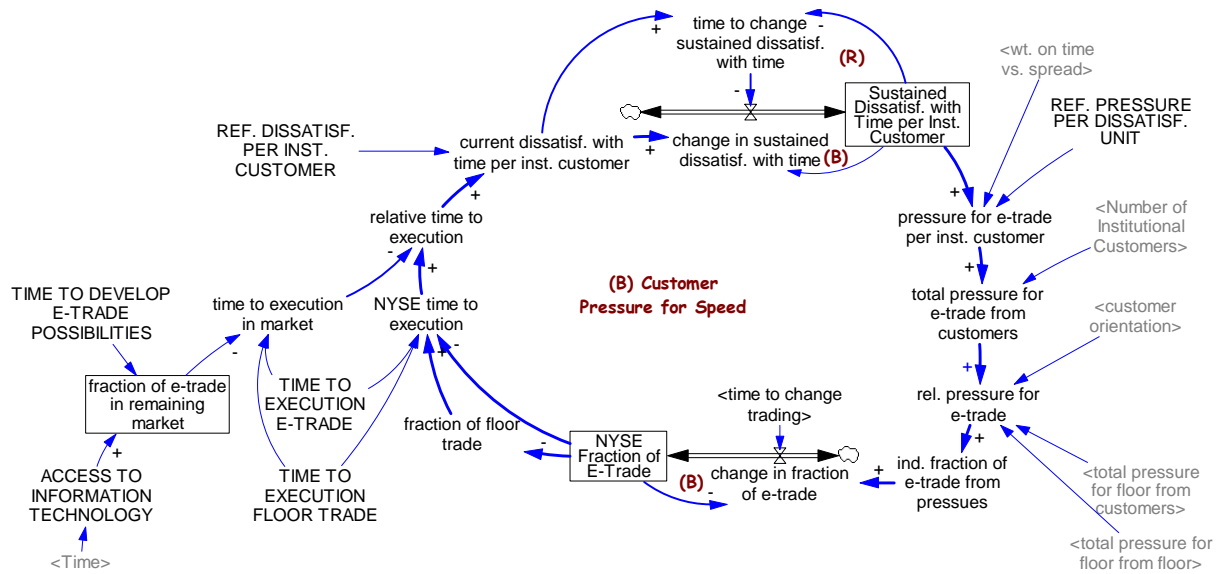 time to change
sustained dissatisf.
with time
+
-
(R)
<wt. on time
vs. spread>
-
Sustained
Dissatisf. with
Time per Inst.
Customer
REF. PRESSURE
PER DISSATISF.
UNIT
REF. DISSATISF.
PER INST.
CUSTOMER
current dissatisf. with
time per inst. customer
+
change in sustained
dissatisf. with time
(B)
+
+
relative time to
execution
pressure for e-trade
per inst. customer
<Number of
Institutional
Customers>
-
+
+
(B) Customer
Pressure for Speed
TIME TO DEVELOP
E-TRADE
POSSIBILITIES
time to execution
in market
NYSE time to
execution
total pressure for
e-trade from
customers
<customer
orientation>
-
+
-
+
fraction of e-trade
in remaining
market
TIME TO
EXECUTION
E-TRADE
fraction of floor
trade
<time to change
trading>
rel. pressure for
e-trade
+
-
NYSE
Fraction of
E-Trade
(B)
-
change in fraction
of e-trade
+
+
ind. fraction of
e-trade from
pressues
<total pressure
for floor from
customers>
ACCESS TO
INFORMATION
TECHNOLOGY
TIME TO
EXECUTION
FLOOR TRADE
<Time>
<total pressure for
floor from floor>